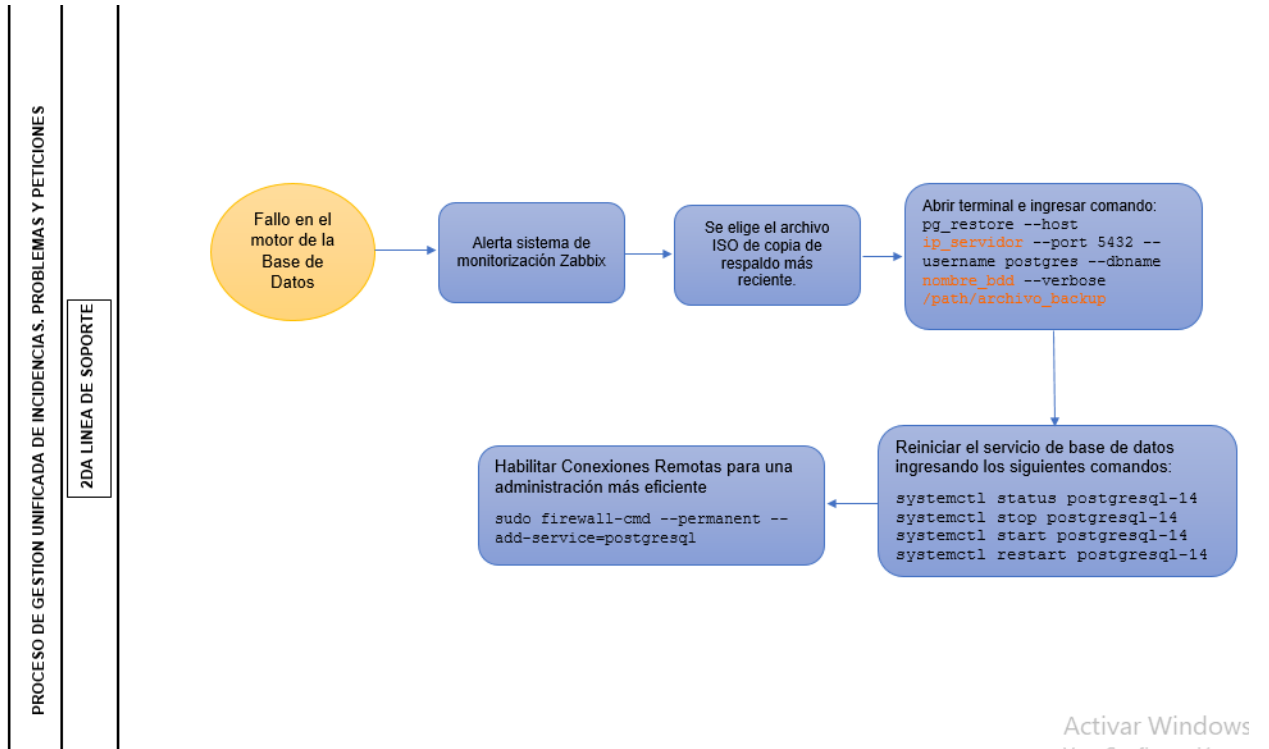 PROCESO DE GESTION UNIFICADA DE INCIDENCIAS. PROBLEMAS Y PETICIONES
2DA LINEA DE SOPORTE
Fallo en el
motor de la
Base de
Datos
Alerta sistema de
monitorización Zabbix
Se elige el archivo
ISO de copia de
respaldo más
reciente.
Abrir terminal e ingresar comando:
pg_restore --host
ip_servidor --port 5432 --
username postgres --dbname
nombre_bdd --verbose
/path/archivo_backup
Reiniciar el servicio de base de datos
ingresando los siguientes comandos:
systemctl status postgresql-14
systemctl stop postgresql-14
systemctl start postgresql-14
systemctl restart postgresql-14
Habilitar Conexiones Remotas para una
administración más eficiente
sudo firewall-cmd --permanent --
add-service=postgresql
Activar Windows